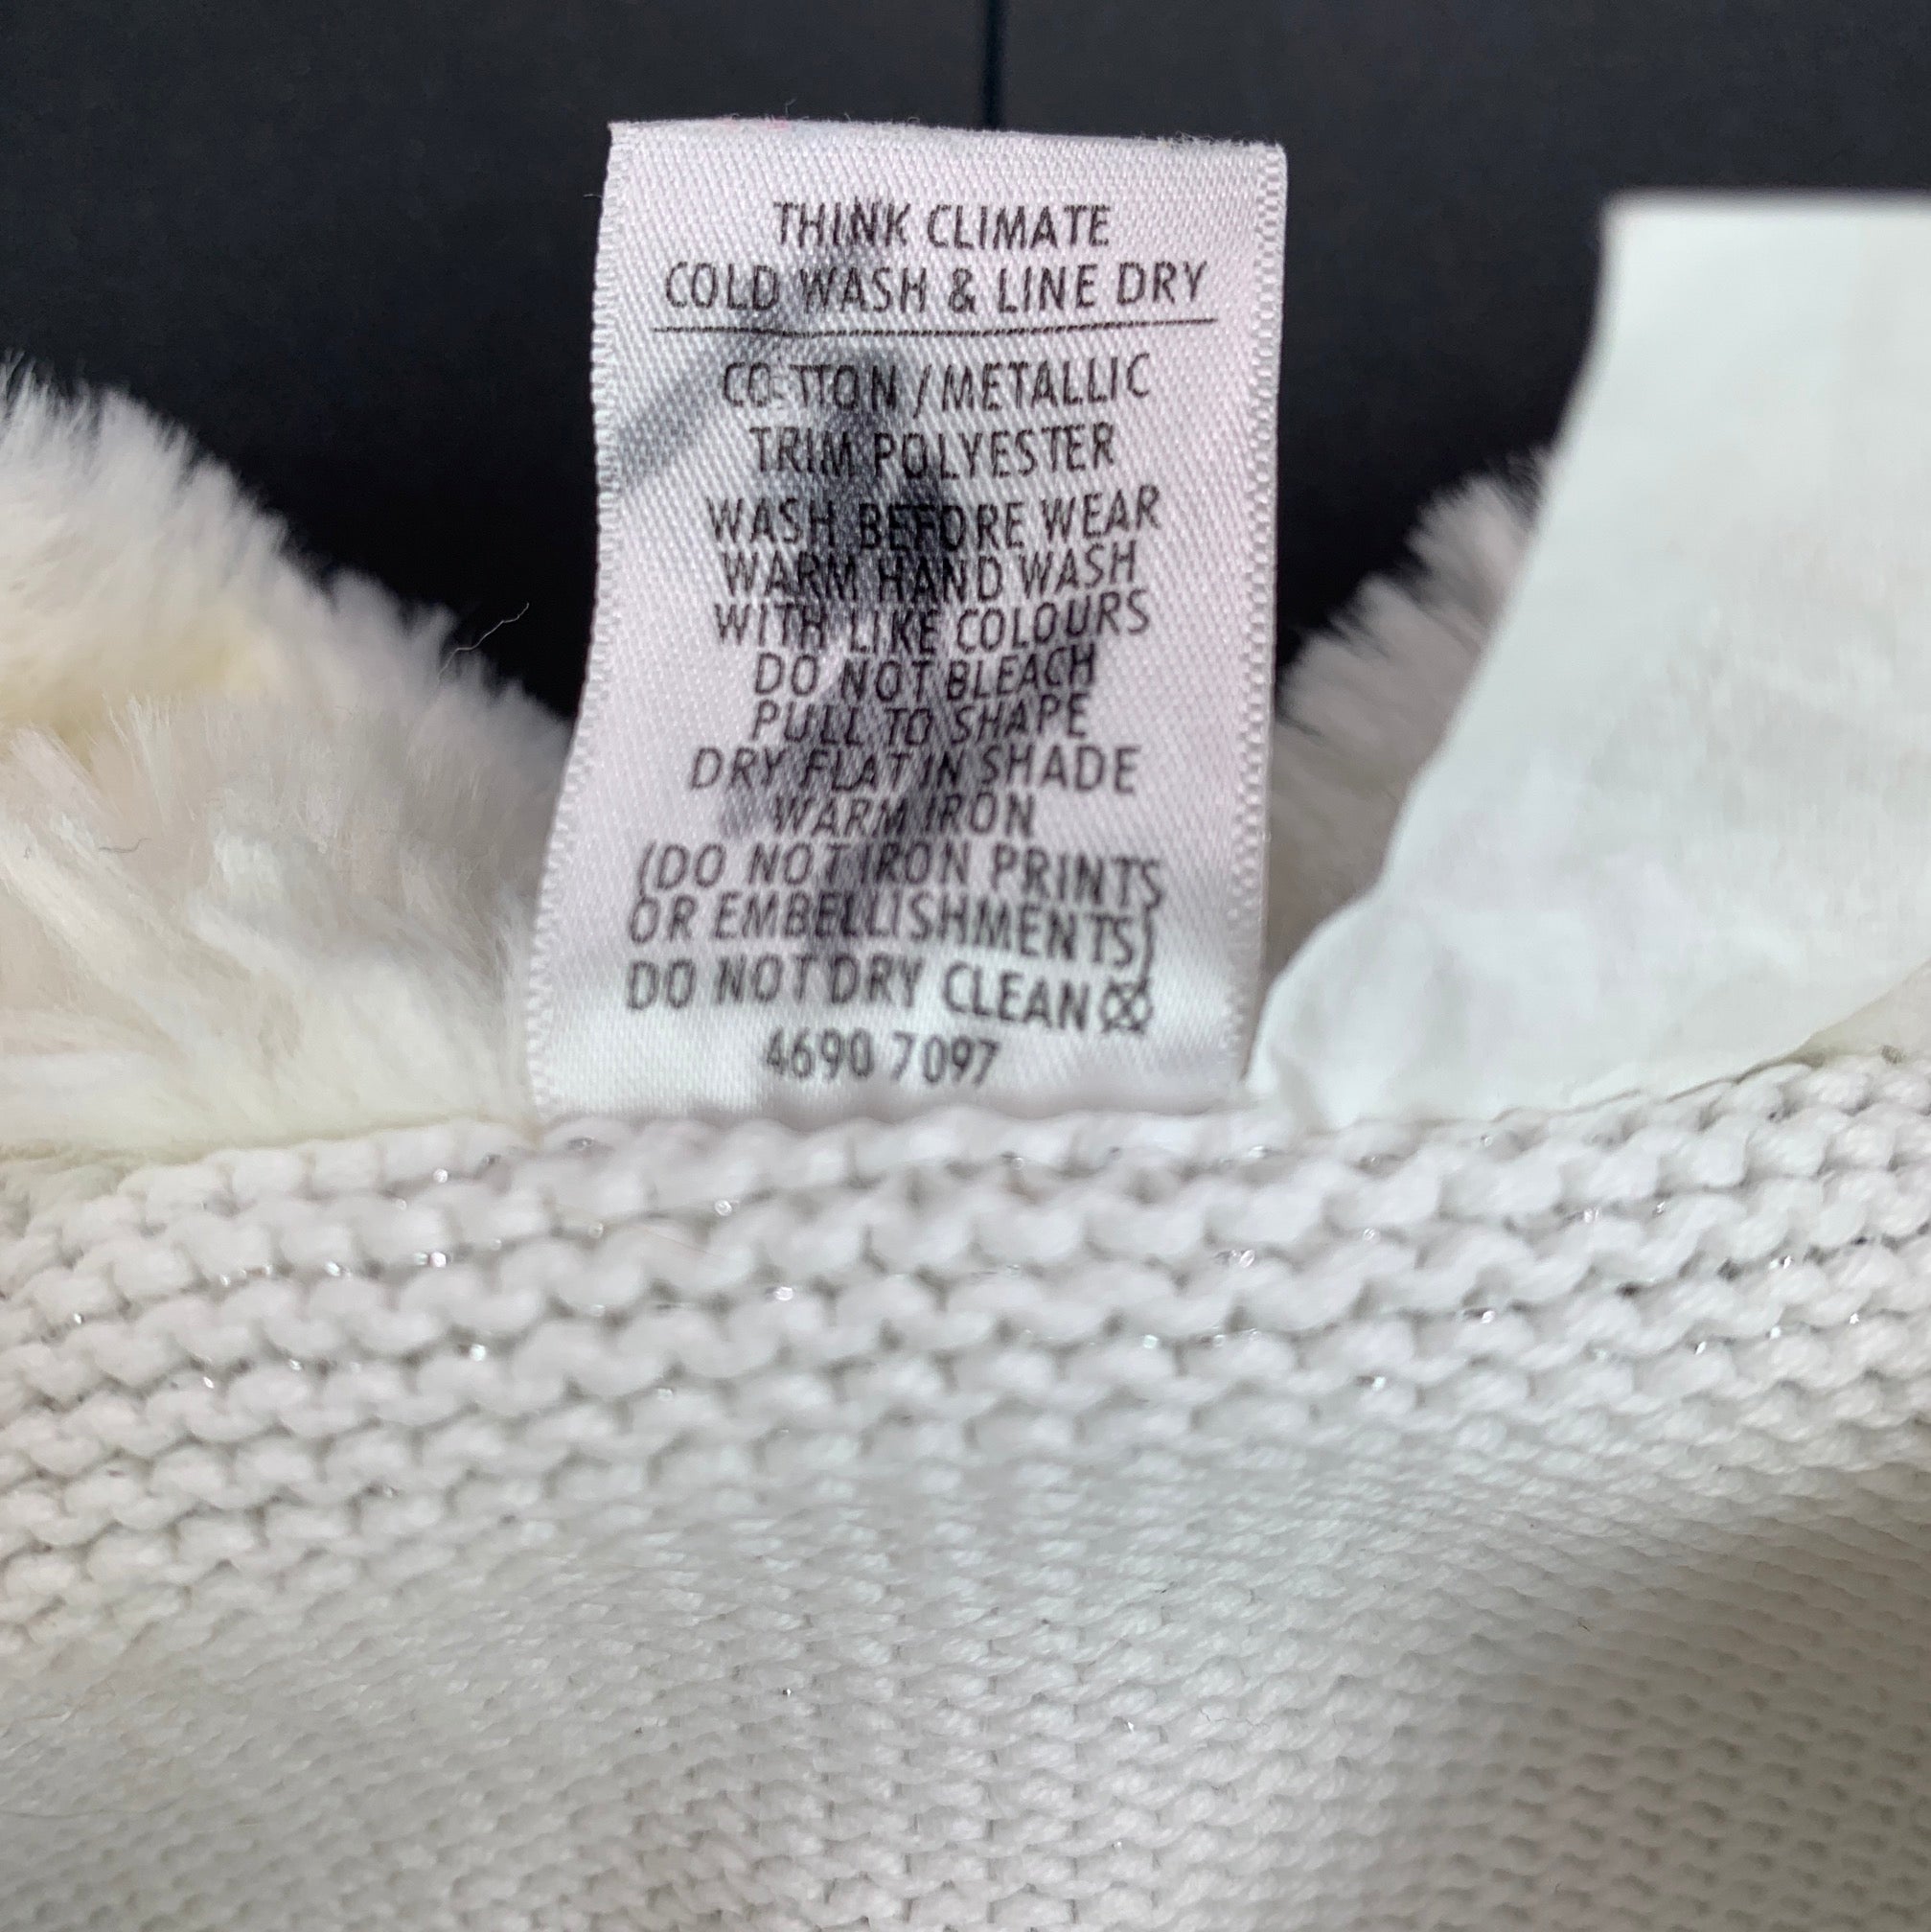 THINK CLIMATE
COLD WASH & LINE DRY
COTTON / METALLIC
TRIM POLYESTER
WASH BEFORE WEAR
WARM HAND WASH
WITH LIKE COLOURS
DO NOT BLEACH
PULL TO SHAPE
DRY FLAT IN SHADE
WARM IRON
(DO NOT IRON PRINTS
OR EMBELLISHMENTS)
DO NOT DRY CLEAN
4690 7097